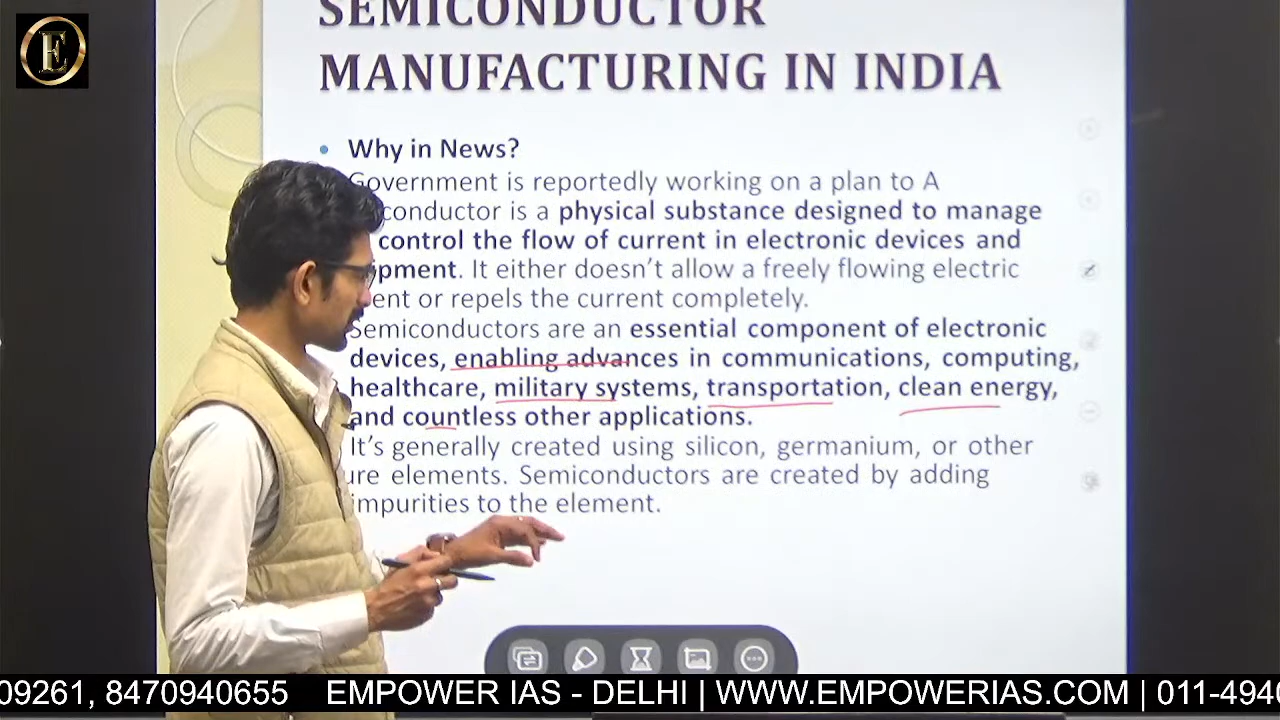 E
SEMICONDUCTOR
MANUFACTURING IN INDIA
• Why in News?
Government is reportedly working on a plan to A
conductor is a physical substance designed to manage
control the flow of current in electronic devices and
ipment. It either doesn't allow a freely flowing electric
ent or repels the current completely.
Semiconductors are an essential component of electronic
devices, enabling advances in communications, computing,
healthcare, military systems, transportation, clean energy,
and countless other applications.
It's generally created using silicon, germanium, or other
ure elements. Semiconductors are created by adding
impurities to the element.
09261, 8470940655 EMPOWER IAS - DELHI | WWW.EMPOWERIAS.COM | 011-4940